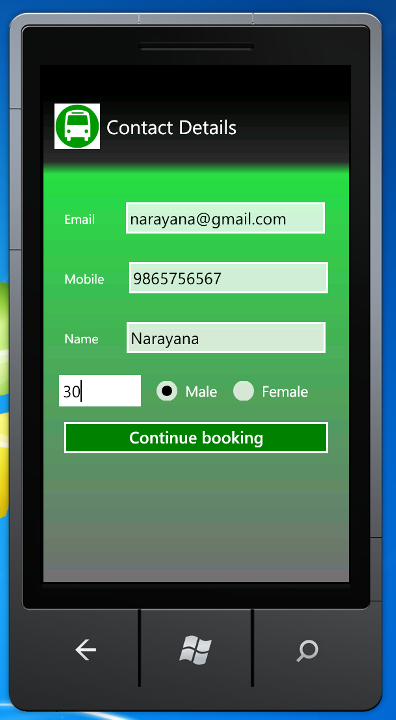 Contact Details
Email narayana@gmail.com
Mobile 9865756567
Name Narayana
30 Male Female
Continue booking